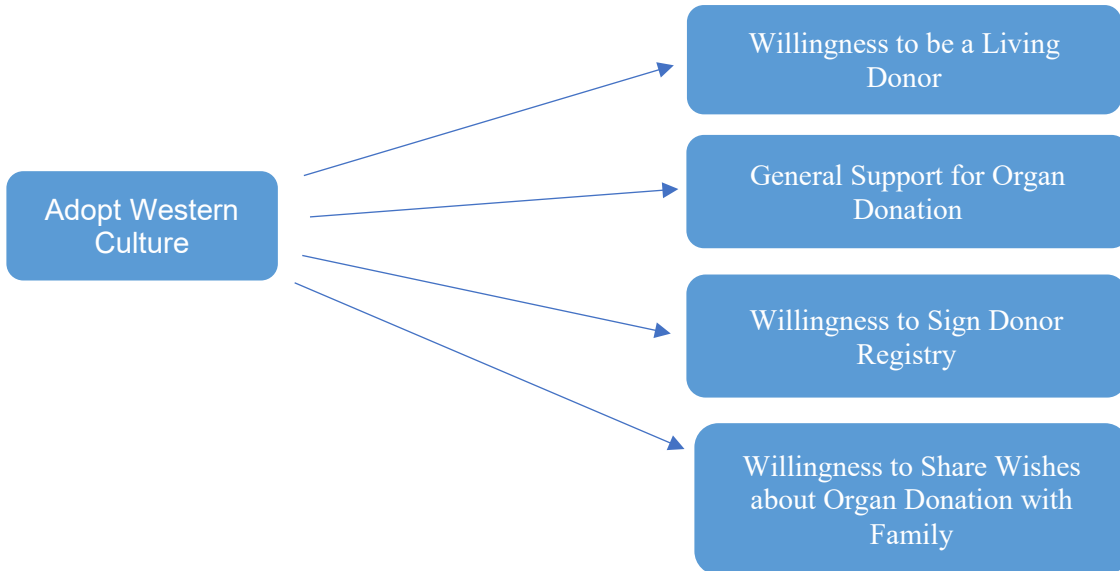 Willingness to be a Living
Donor
General Support for Organ
Donation
Adopt Western
Culture
Willingness to Sign Donor
Registry
Willingness to Share Wishes
about Organ Donation with
Family